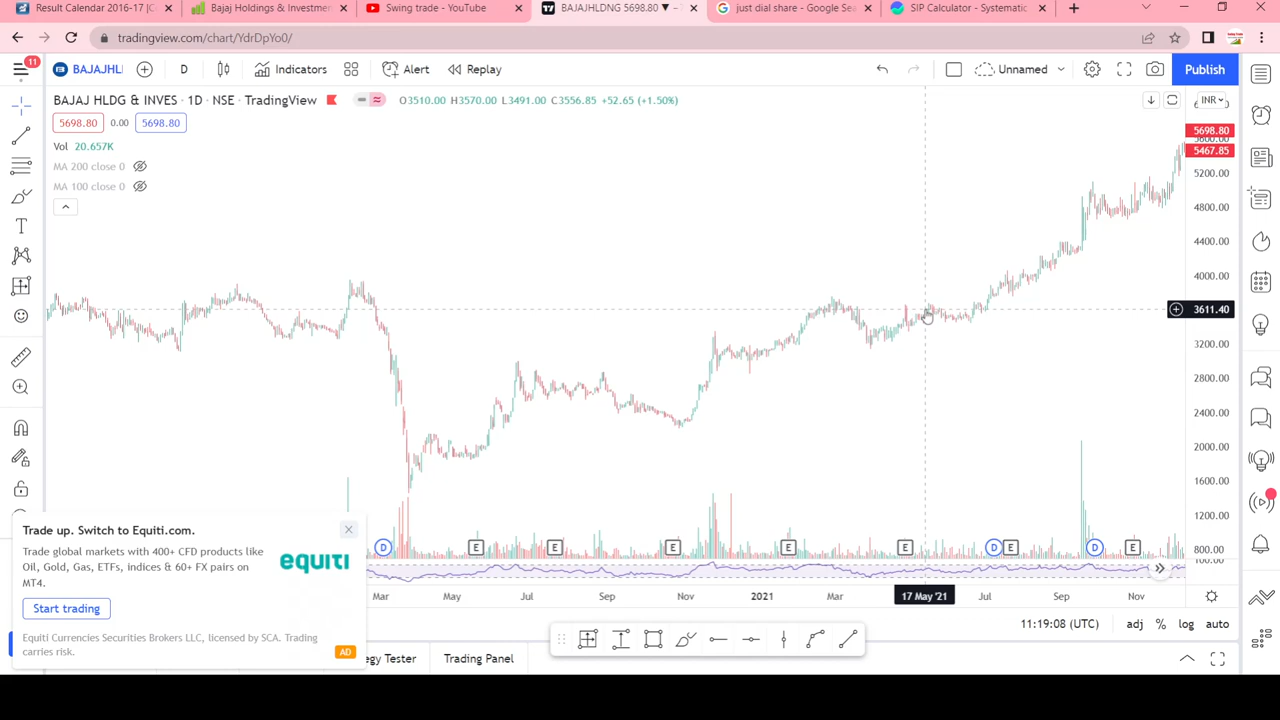 Result Calendar 2016-17 |C
Bajaj Holdings & Investmen
Swing trade - YouTube
BAJAJHLDNG 5698.80 ▼ -
just dial share - Google Sea
SIP Calculator - Systematic
tradingview.com/chart/YdrDpYo0/
11
BAJAJHL
D
Indicators
Alert
Replay
Unnamed
Publish
BAJAJ HLDG & INVES · 1D · NSE · TradingView
O3510.00 H3570.00 L3491.00 C3556.85 +52.65 (+1.50%)
INR
5698.80 0.00 5698.80
Vol 20.657K
MA 200 close 0
MA 100 close 0
5698.80
5467.85
5200.00
4800.00
4400.00
4000.00
3611.40
3200.00
2800.00
2400.00
2000.00
1600.00
1200.00
800.00
D E E E E E D E D E
Trade up. Switch to Equiti.com.
Trade global markets with 400+ CFD products like
Oil, Gold, Gas, ETFs, indices & 60+ FX pairs on
MT4.
equiti
Start trading
Equiti Currencies Securities Brokers LLC, licensed by SCA. Trading
carries risk.
AD
Mar May Jul Sep Nov 2021 Mar 17 May '21 Jul Sep Nov
11:19:08 (UTC) adj % log auto
egy Tester Trading Panel